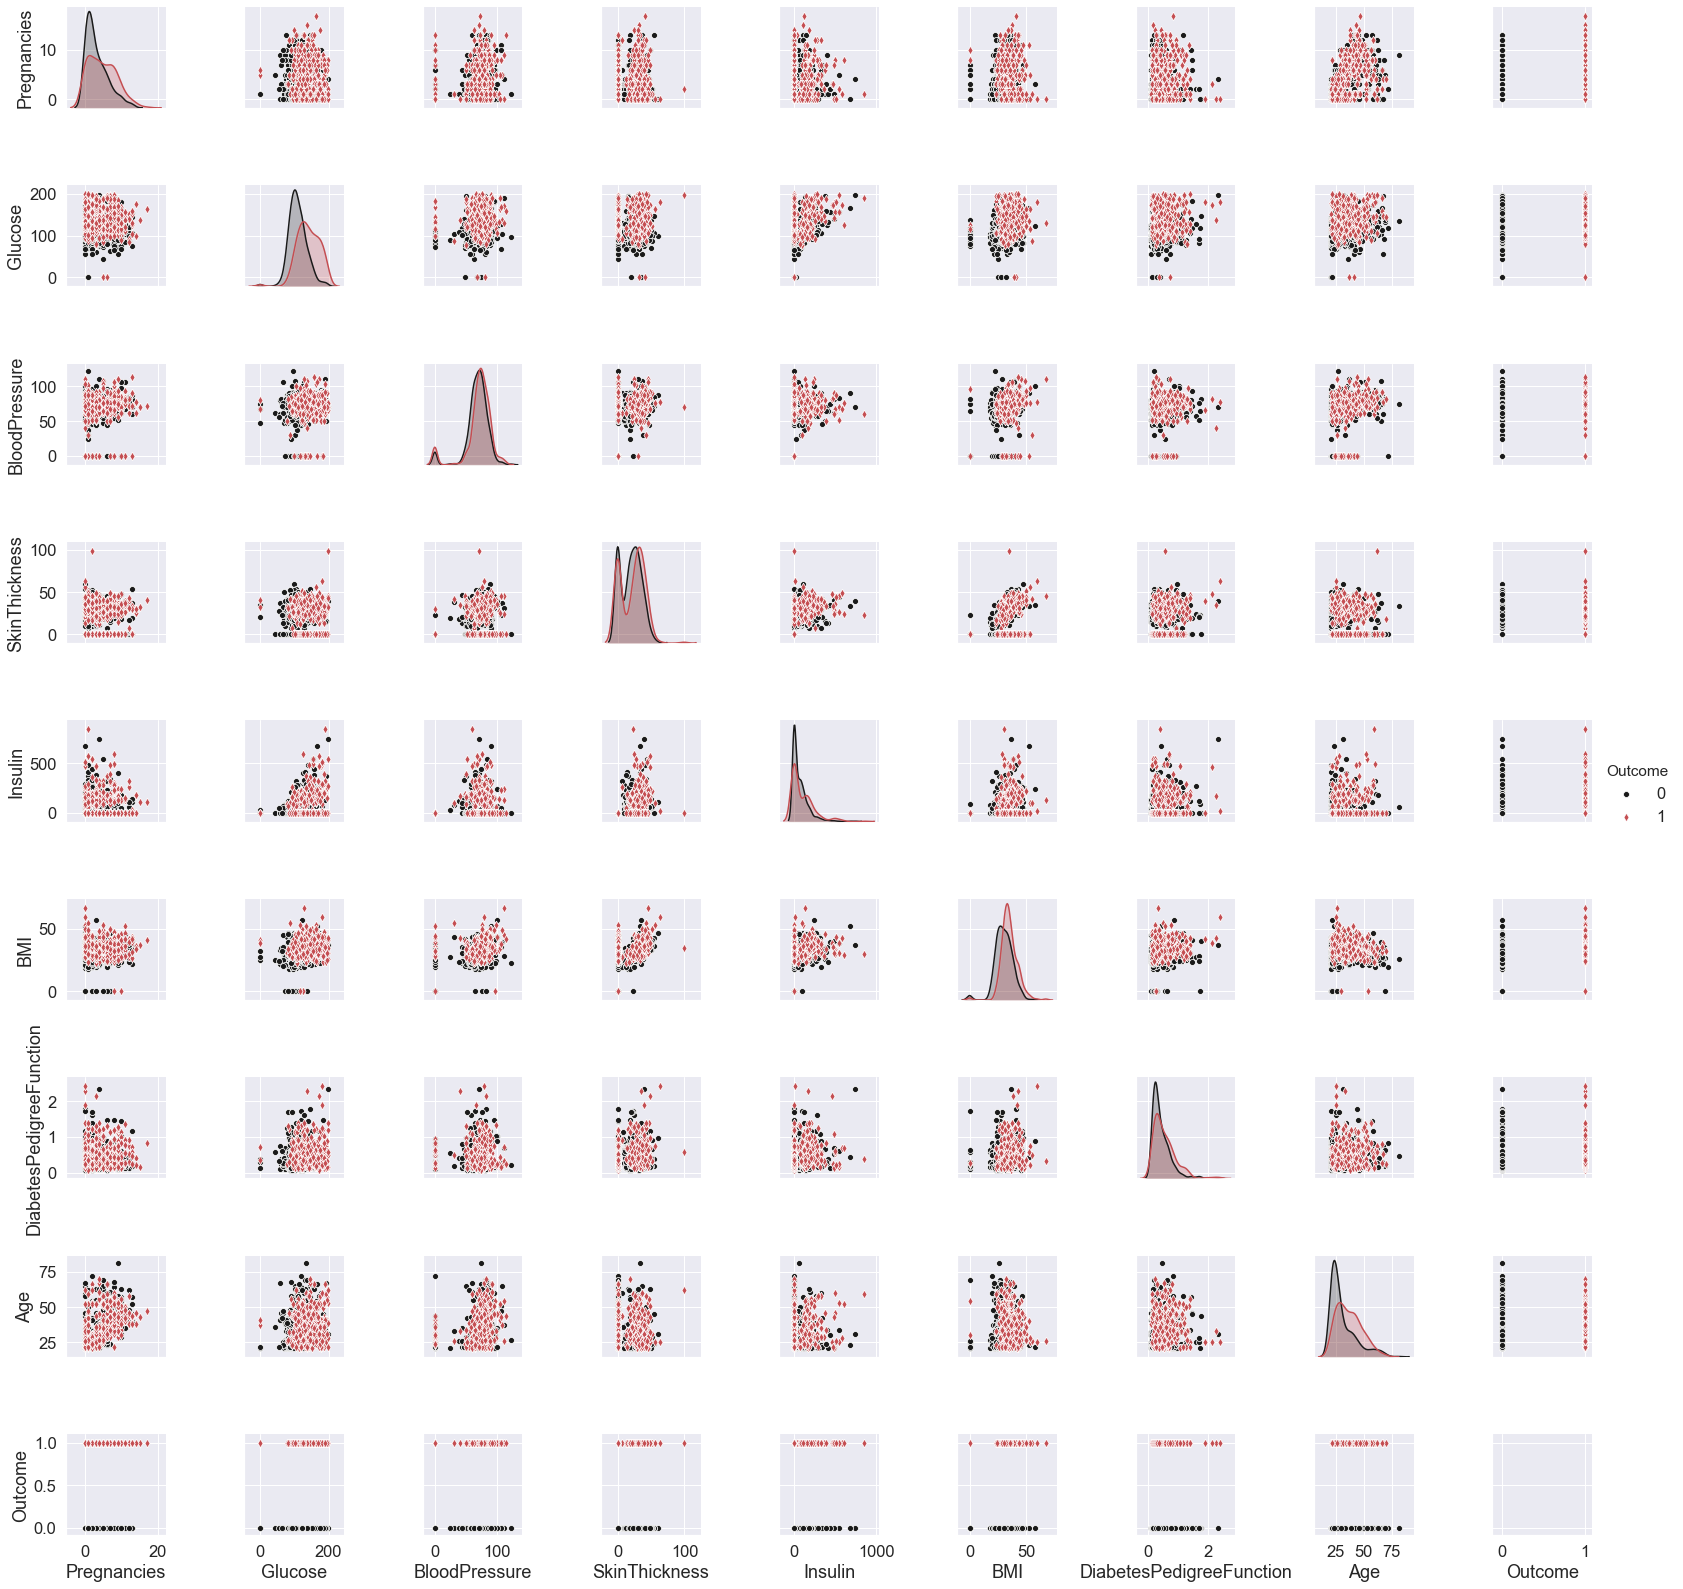 Pregnancies
10
0
Glucose
200
100
0
BloodPressure
100
50
0
SkinThickness
100
50
0
Insulin
500
0
Outcome
0
1
BMI
50
0
DiabetesPedigreeFunction
2
1
0
Age
75
50
25
Outcome
1.0
0.5
0.0
0 20 0 200 0 100 0 100 0 1000 0 50 0 2 25 50 75 0 1
Pregnancies Glucose BloodPressure SkinThickness Insulin BMI DiabetesPedigreeFunction Age Outcome